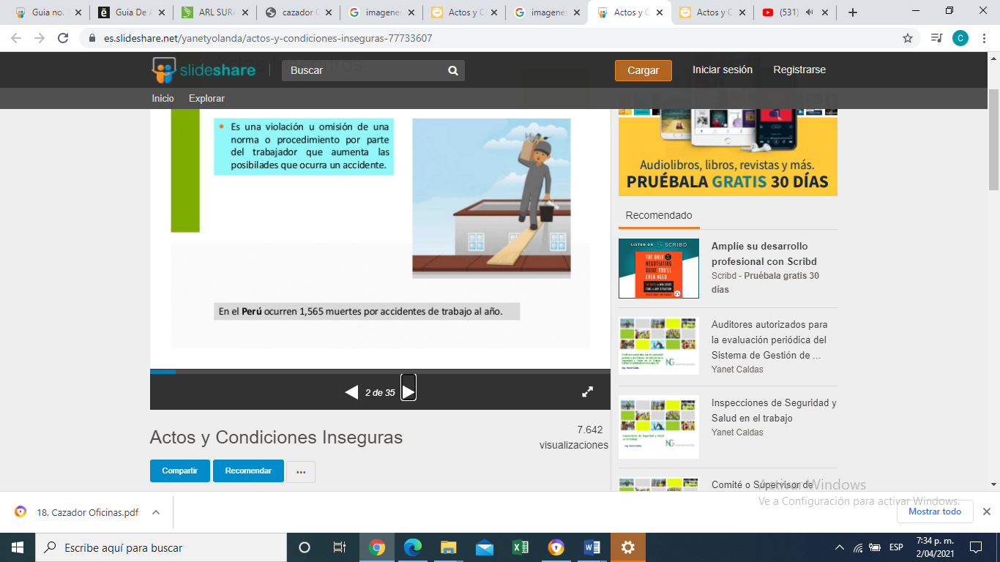 Guia no.
Guia De A
ARL SURA
cazador C
imagenes
Actos y C
imagenes
Actos y C
Actos y C
(531)
es.slideshare.net/yanetyolanda/actos-y-condiciones-inseguras-77733607
C
slideshare
Buscar
Cargar
Iniciar sesión
Registrarse
Inicio
Explorar
Es una violación u omisión de una
norma o procedimiento por parte
del trabajador que aumenta las
posibilades que ocurra un accidente.
En el Perú ocurren 1,565 muertes por accidentes de trabajo al año.
2 de 35
Actos y Condiciones Inseguras
7.642
visualizaciones
Compartir
Recomendar
...
Audiolibros, libros, revistas y más.
PRUÉBALA GRATIS 30 DÍAS
Recomendado
LISTEN ON SCRIBD
THE ONLY
NEGOTIATING
GUIDE YOU'LL
EVER NEED
Amplíe su desarrollo
profesional con Scribd
Scribd - Pruébala gratis 30
días
Auditores autorizados para
la evaluación periódica del
Sistema de Gestión de ...
Yanet Caldas
Inspecciones de Seguridad y
Salud en el trabajo
Yanet Caldas
Comité o Supervisor de
Activar Windows
Ve a Configuración para activar Windows.
18. Cazador Oficinas.pdf
Mostrar todo
Escribe aquí para buscar
ESP
7:34 p. m.
2/04/2021